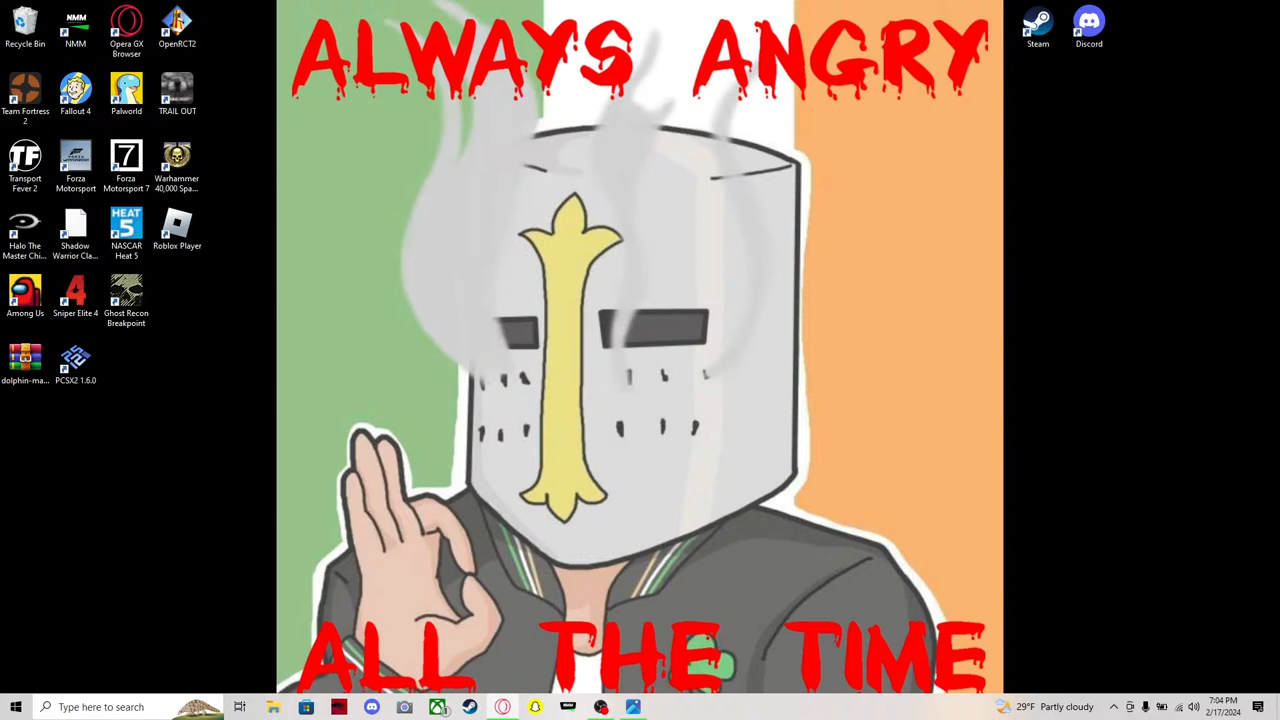 ALWAYS ANGRY
ALL THE TIME
Recycle Bin
NMM
Opera GX
Browser
OpenRCT2
Team Fortress
2
Fallout 4
Palworld
TRAIL OUT
Transport
Fever 2
Forza
Motorsport
Forza
Motorsport 7
Warhammer
40,000 Spa...
Halo The
Master Chi...
Shadow
Warrior Cla...
NASCAR
Heat 5
Roblox Player
Among Us
Sniper Elite 4
Ghost Recon
Breakpoint
dolphin-ma...
PCSX2 1.6.0
Steam
Discord
Type here to search
29°F Partly cloudy
7:04 PM
2/17/2024